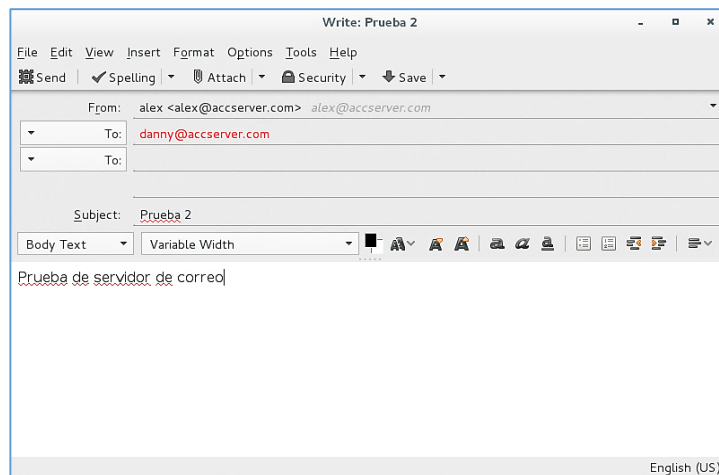 Write: Prueba 2
File Edit View Insert Format Options Tools Help
Send Spelling Attach Security Save
From: alex <alex@accserver.com> alex@accserver.com
To: danny@accserver.com
To:
Subject: Prueba 2
Body Text Variable Width
Prueba de servidor de correo
English (US)